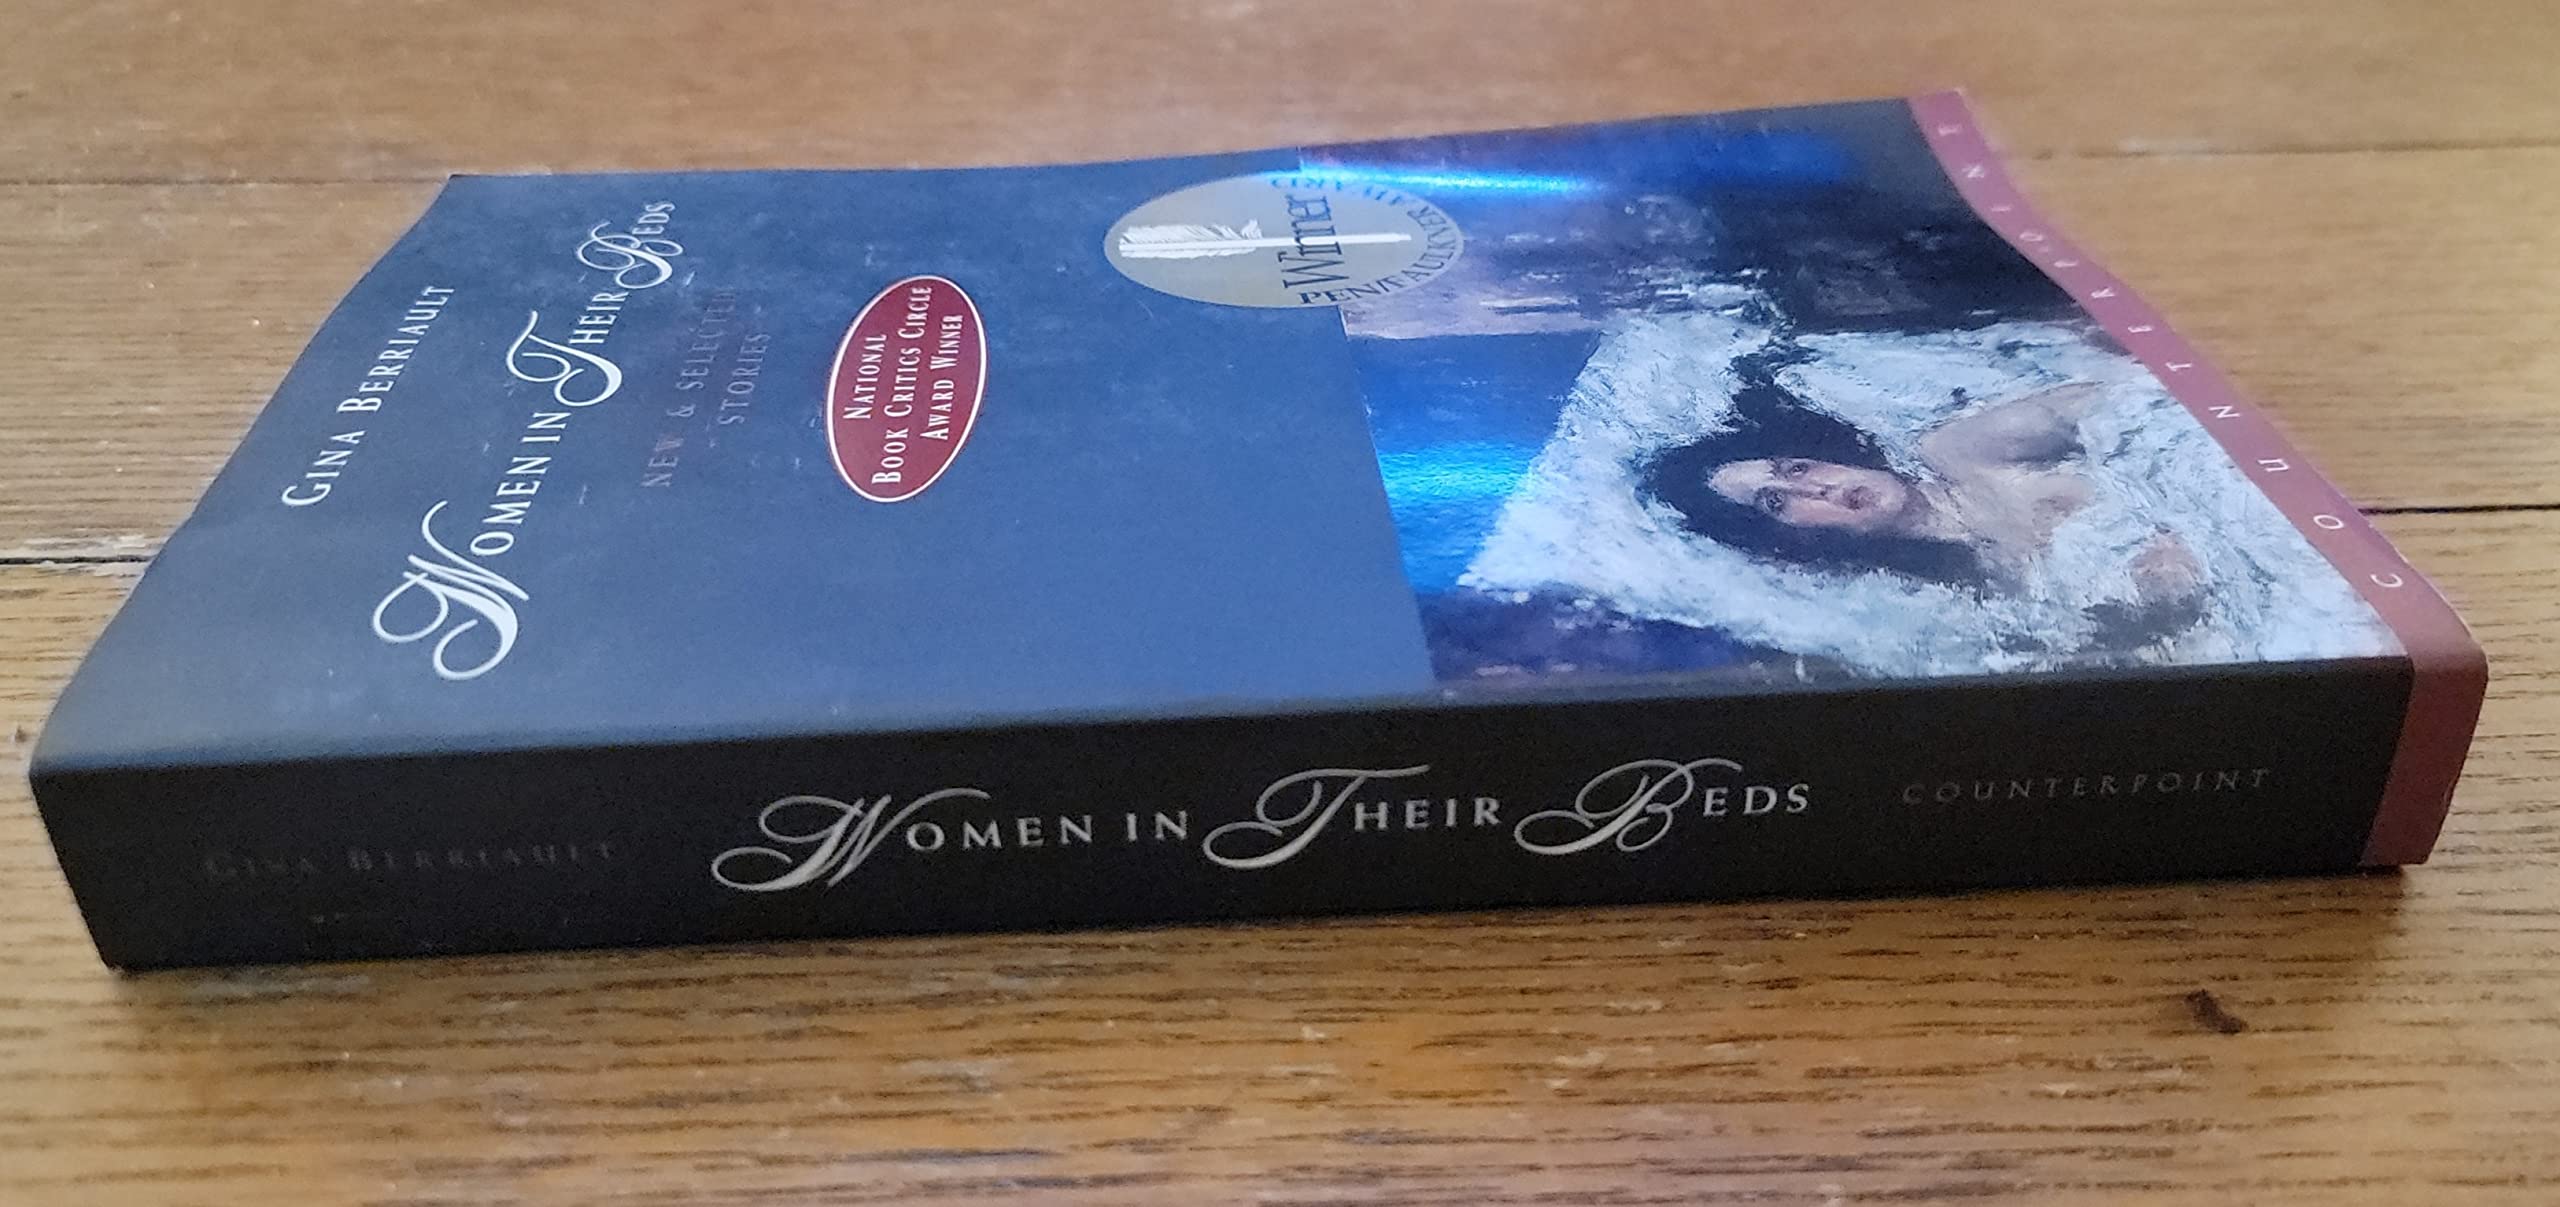 GINA BERRIAULT
WOMEN IN THEIR BEDS
NEW & SELECTED
STORIES
NATIONAL
BOOK CRITICS CIRCLE
AWARD WINNER
Winner
PEN/FAULKNER AWARD
COUNTERPOINT
GINA BERRIAULT WOMEN IN THEIR BEDS COUNTERPOINT